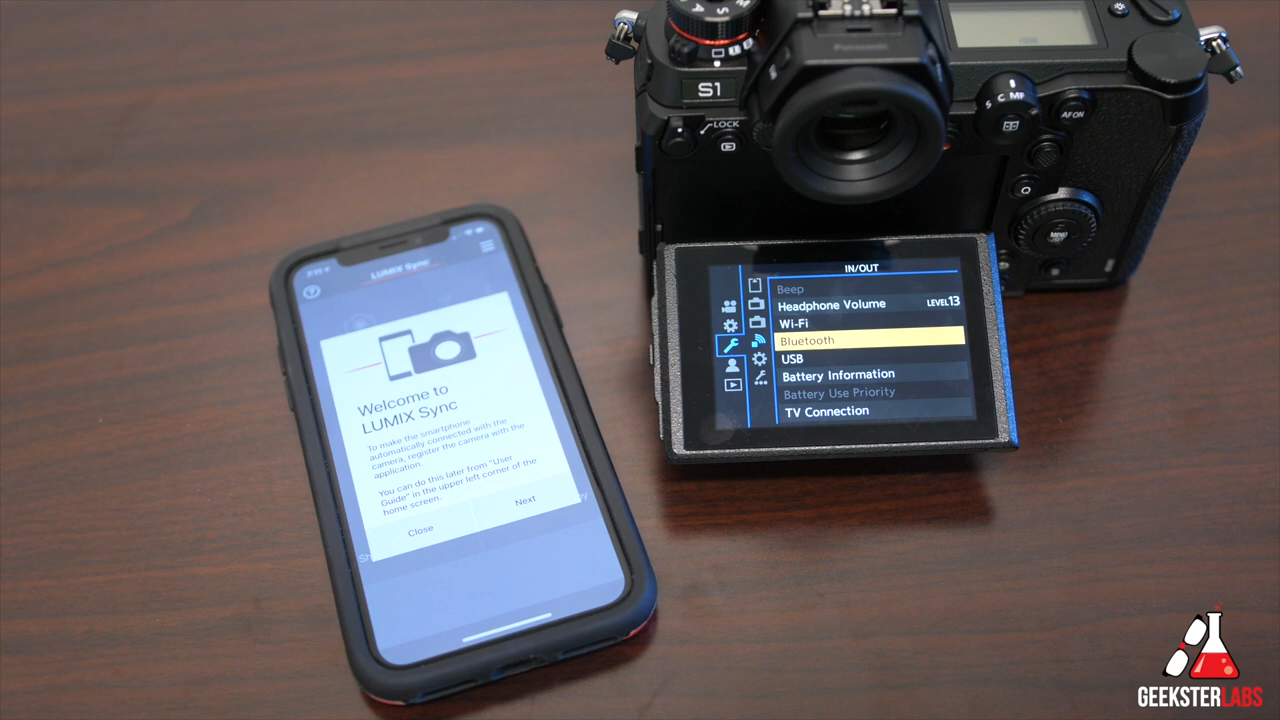 LUMIX Sync
Welcome to
LUMIX Sync
To make the smartphone
automatically connected with the
camera, register the camera with the
application.
You can do this later from "User
Guide" in the upper left corner of the
home screen.
Close
Next
A S M
S1
LOCK
Panasonic
S C MF
AF ON
Q
MENU
IN/OUT
Beep
Headphone Volume LEVEL13
Wi-Fi
Bluetooth
USB
Battery Information
Battery Use Priority
TV Connection
GEEKSTERLABS